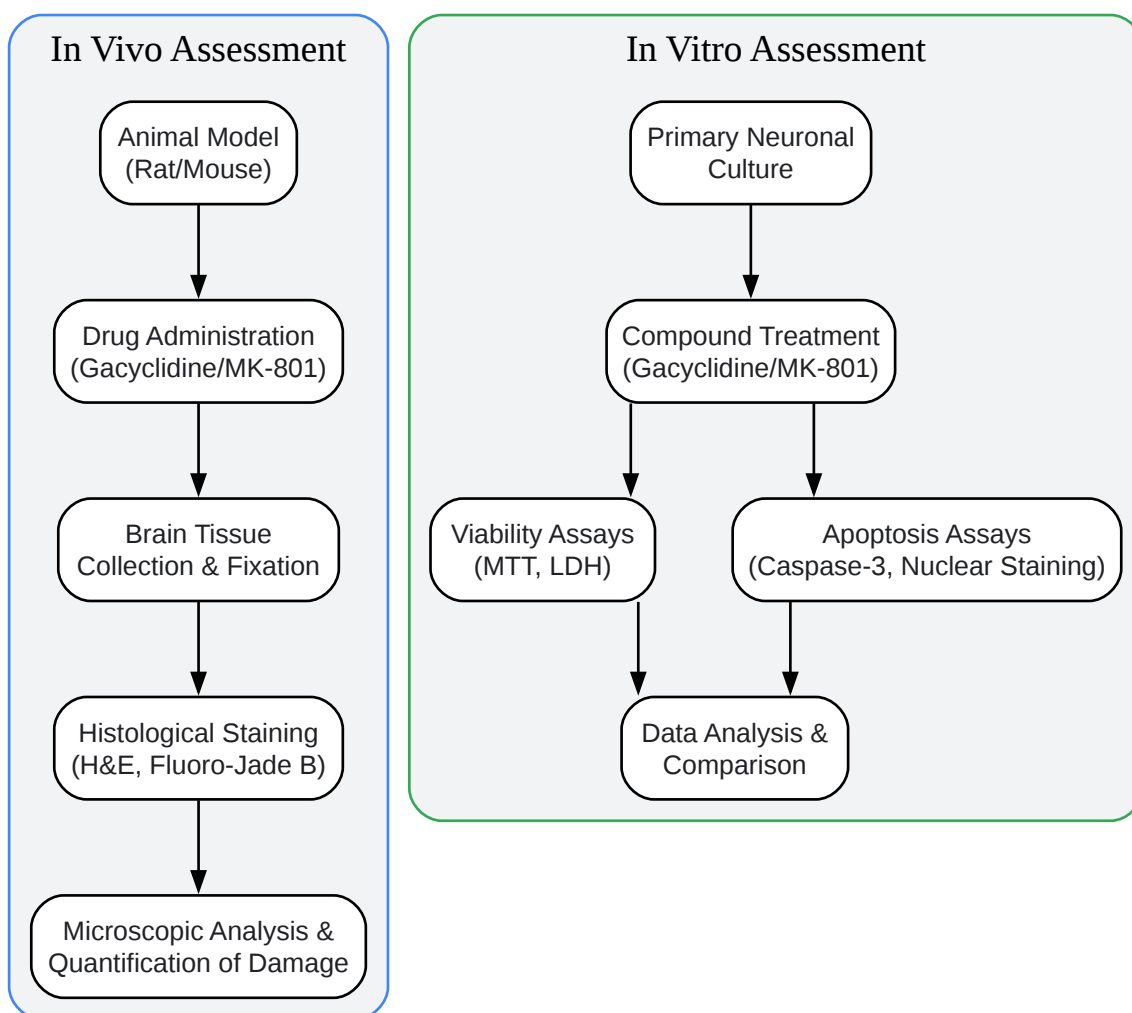 In Vivo Assessment
Animal Model
(Rat/Mouse)
Drug Administration
(Gacyclidine/MK-801)
Brain Tissue
Collection & Fixation
Histological Staining
(H&E, Fluoro-Jade B)
Microscopic Analysis &
Quantification of Damage
In Vitro Assessment
Primary Neuronal
Culture
Compound Treatment
(Gacyclidine/MK-801)
Viability Assays
(MTT, LDH)
Apoptosis Assays
(Caspase-3, Nuclear Staining)
Data Analysis &
Comparison